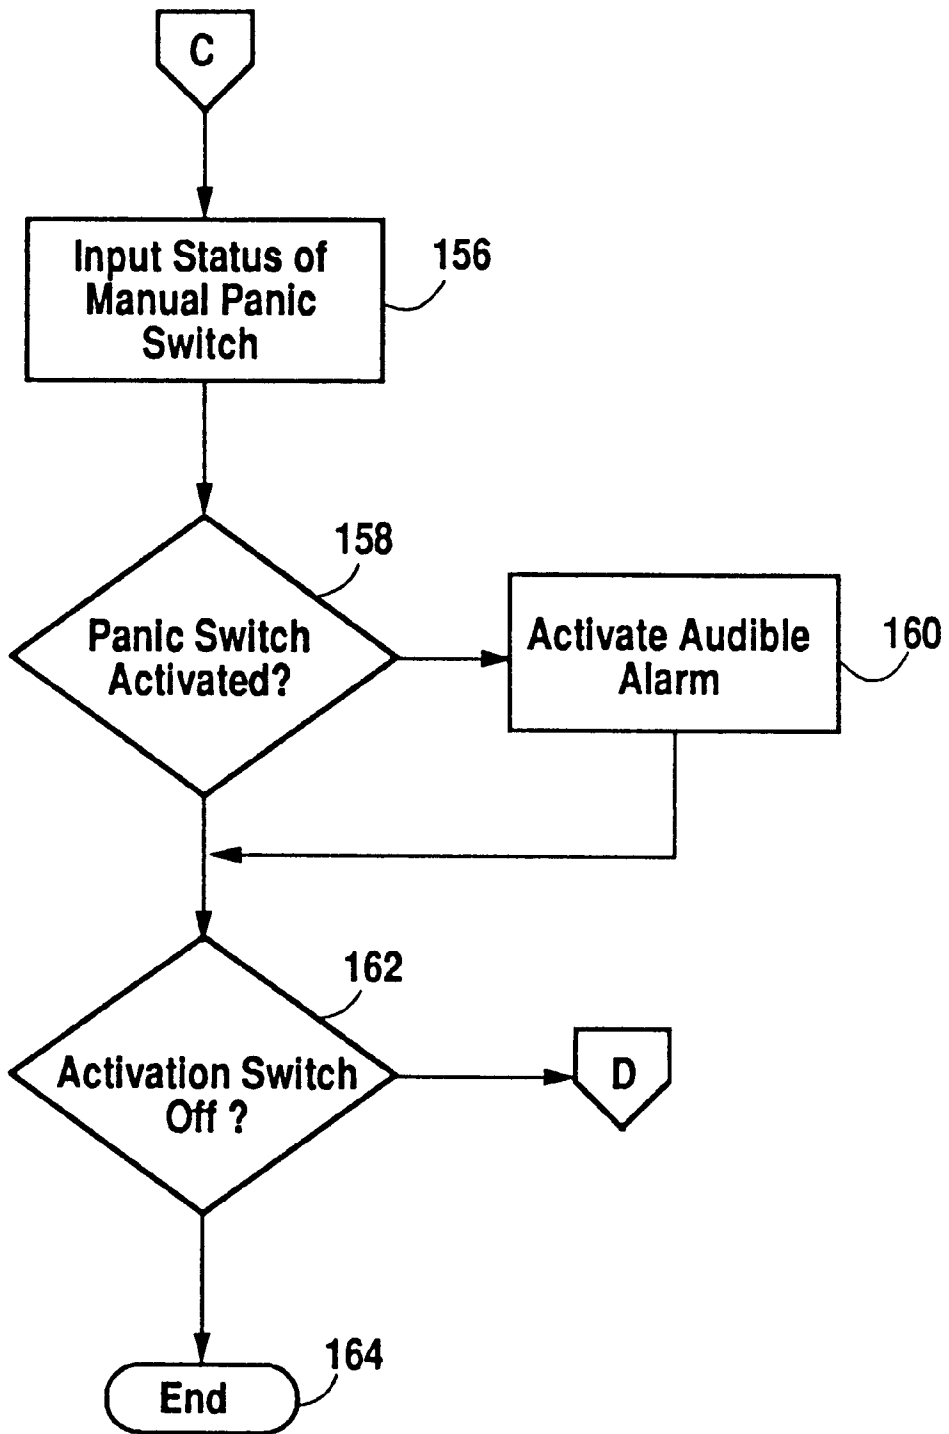 C
Input Status of
Manual Panic
Switch
156
158
Panic Switch
Activated?
Activate Audible
Alarm
160
162
Activation Switch
Off ?
D
164
End